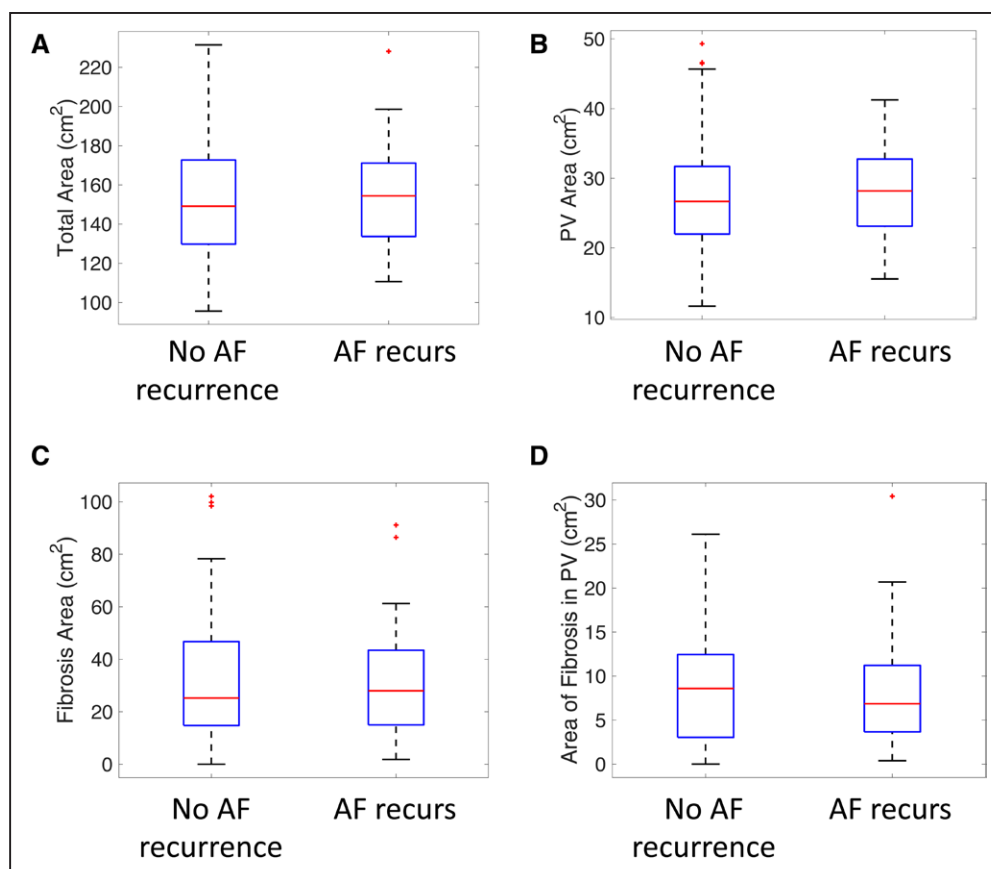 A
Total Area (cm²)
220
200
180
160
140
120
100
No AF
recurrence
AF recurs
B
PV Area (cm²)
50
40
30
20
10
No AF
recurrence
AF recurs
C
Fibrosis Area (cm²)
100
80
60
40
20
0
No AF
recurrence
AF recurs
D
Area of Fibrosis in PV (cm²)
30
25
20
15
10
5
0
No AF
recurrence
AF recurs